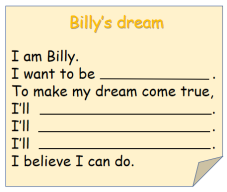 Billy's dream
I am Billy.
I want to be ____________.
To make my dream come true,
I'll ____________________.
I'll ____________________.
I'll ____________________.
I believe I can do.